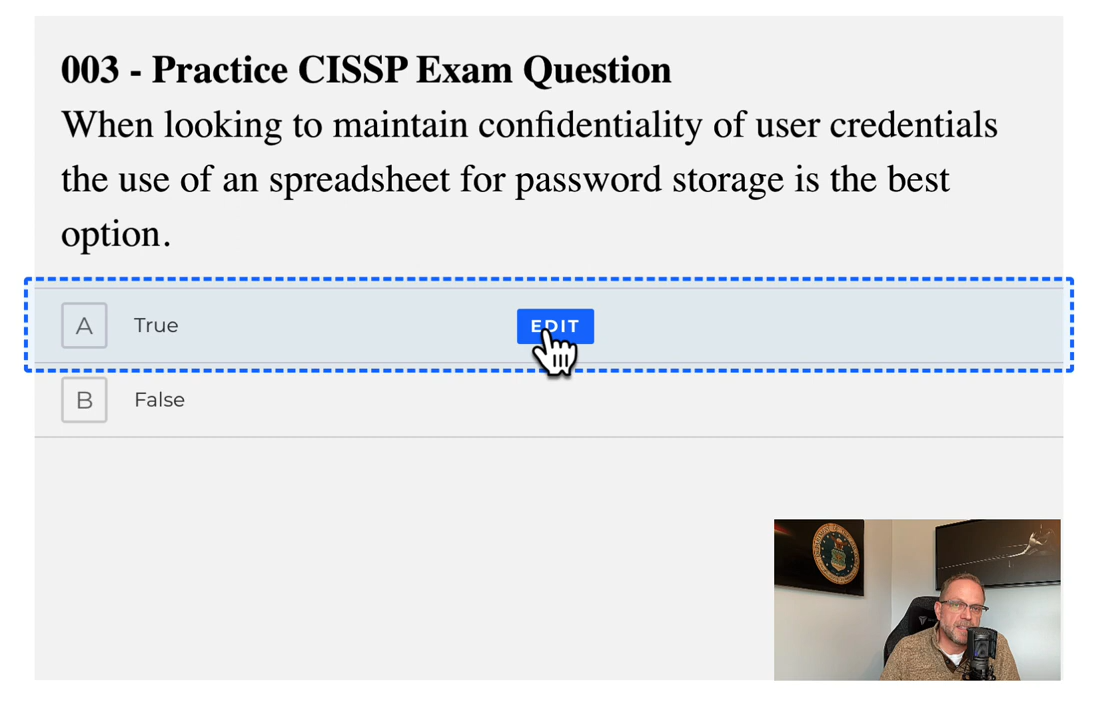 003 - Practice CISSP Exam Question
When looking to maintain confidentiality of user credentials
the use of an spreadsheet for password storage is the best
option.
A True
EDIT
B False